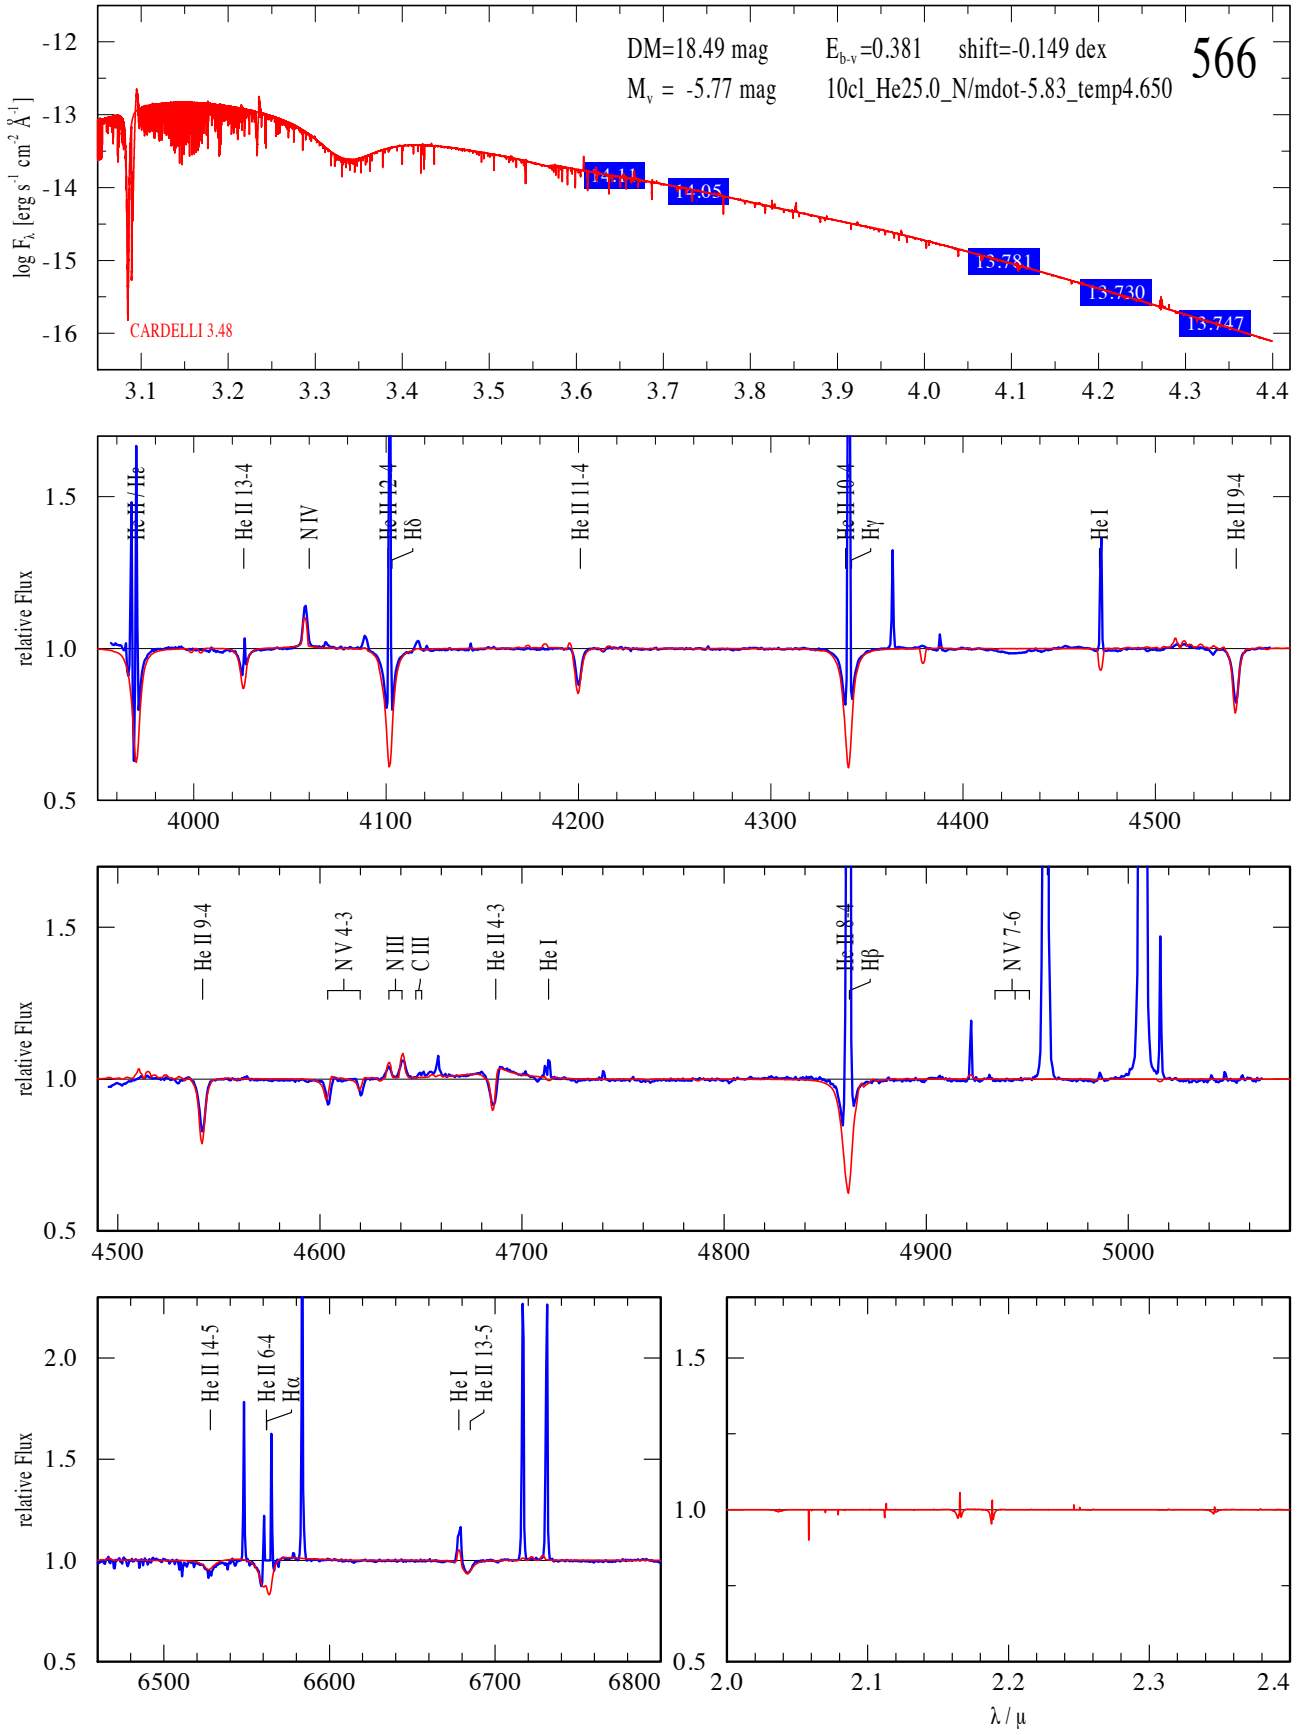 DM=18.49 mag E_b-v=0.381 shift=-0.149 dex 566
M_v = -5.77 mag 10cl_He25.0_N/mdot-5.83_temp4.650
log F_λ [erg s⁻¹ cm⁻² Å⁻¹]
-12
-13
-14
-15
-16
14.11
14.05
13.781
13.730
13.747
CARDELLI 3.48
3.1 3.2 3.3 3.4 3.5 3.6 3.7 3.8 3.9 4.0 4.1 4.2 4.3 4.4
relative Flux
1.5
1.0
0.5
He II / Hε
He II 13-4
N IV
He II 12-4
Hδ
He II 11-4
He II 10-4
Hγ
He I
He II 9-4
4000 4100 4200 4300 4400 4500
relative Flux
1.5
1.0
0.5
He II 9-4
N V 4-3
N III
C III
He II 4-3
He I
He II 8-4
Hβ
N V 7-6
4500 4600 4700 4800 4900 5000
relative Flux
2.0
1.5
1.0
0.5
He II 14-5
He II 6-4
Hα
He I
He II 13-5
6500 6600 6700 6800
1.5
1.0
0.5
2.0 2.1 2.2 2.3 2.4
λ / μ